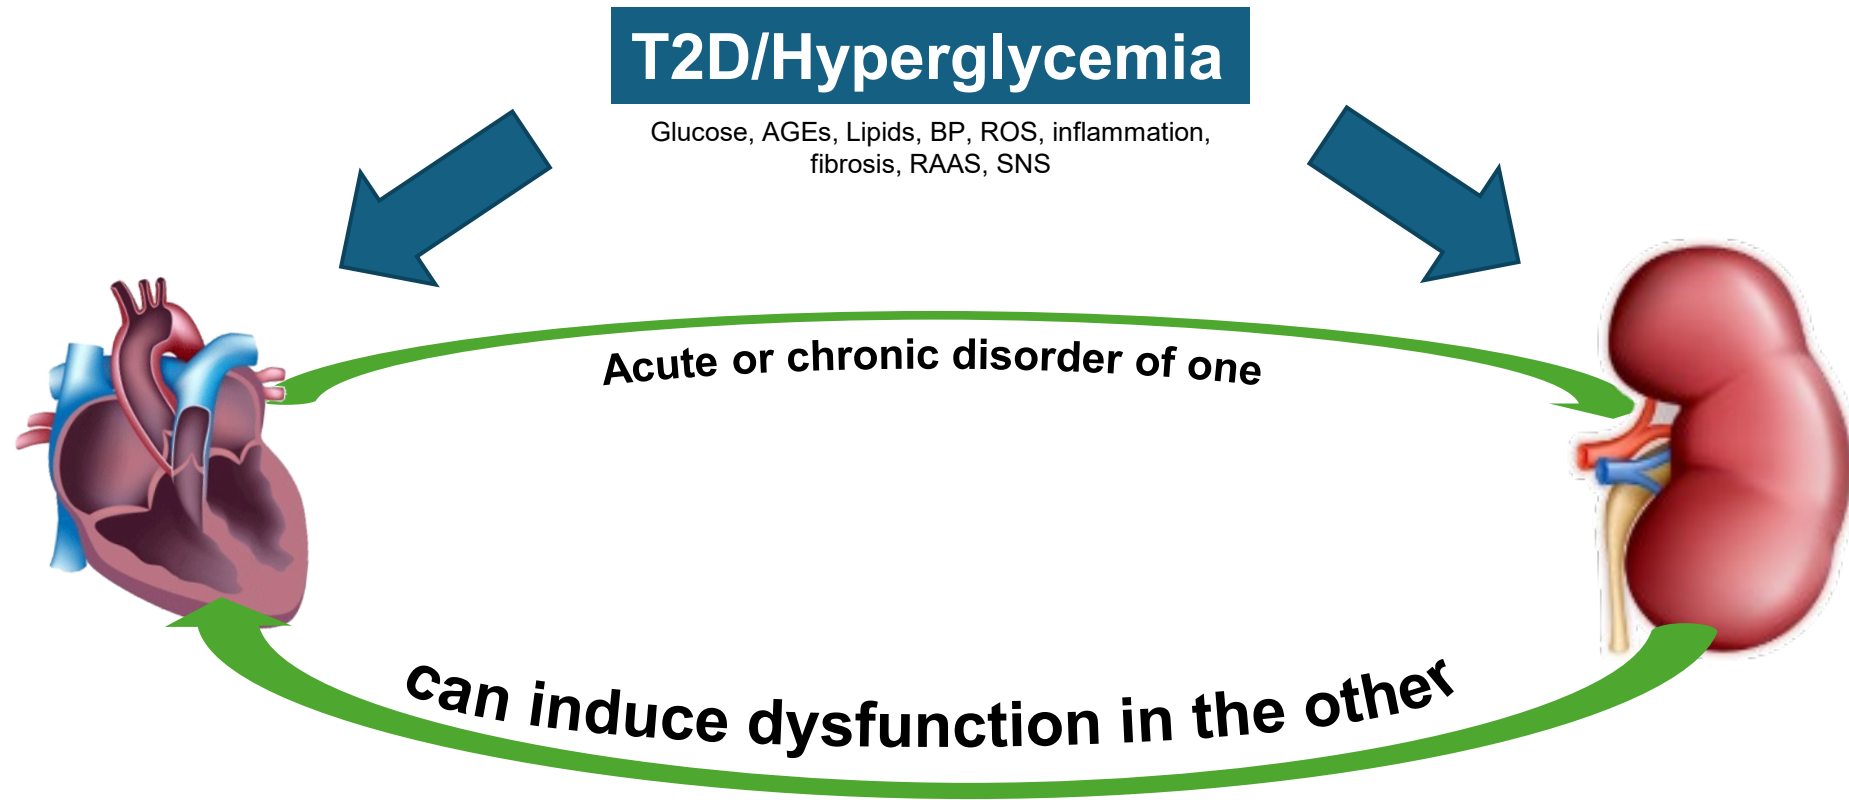 T2D/Hyperglycemia
Glucose, AGEs, Lipids, BP, ROS, inflammation,
fibrosis, RAAS, SNS
Acute or chronic disorder of one
can induce dysfunction in the other